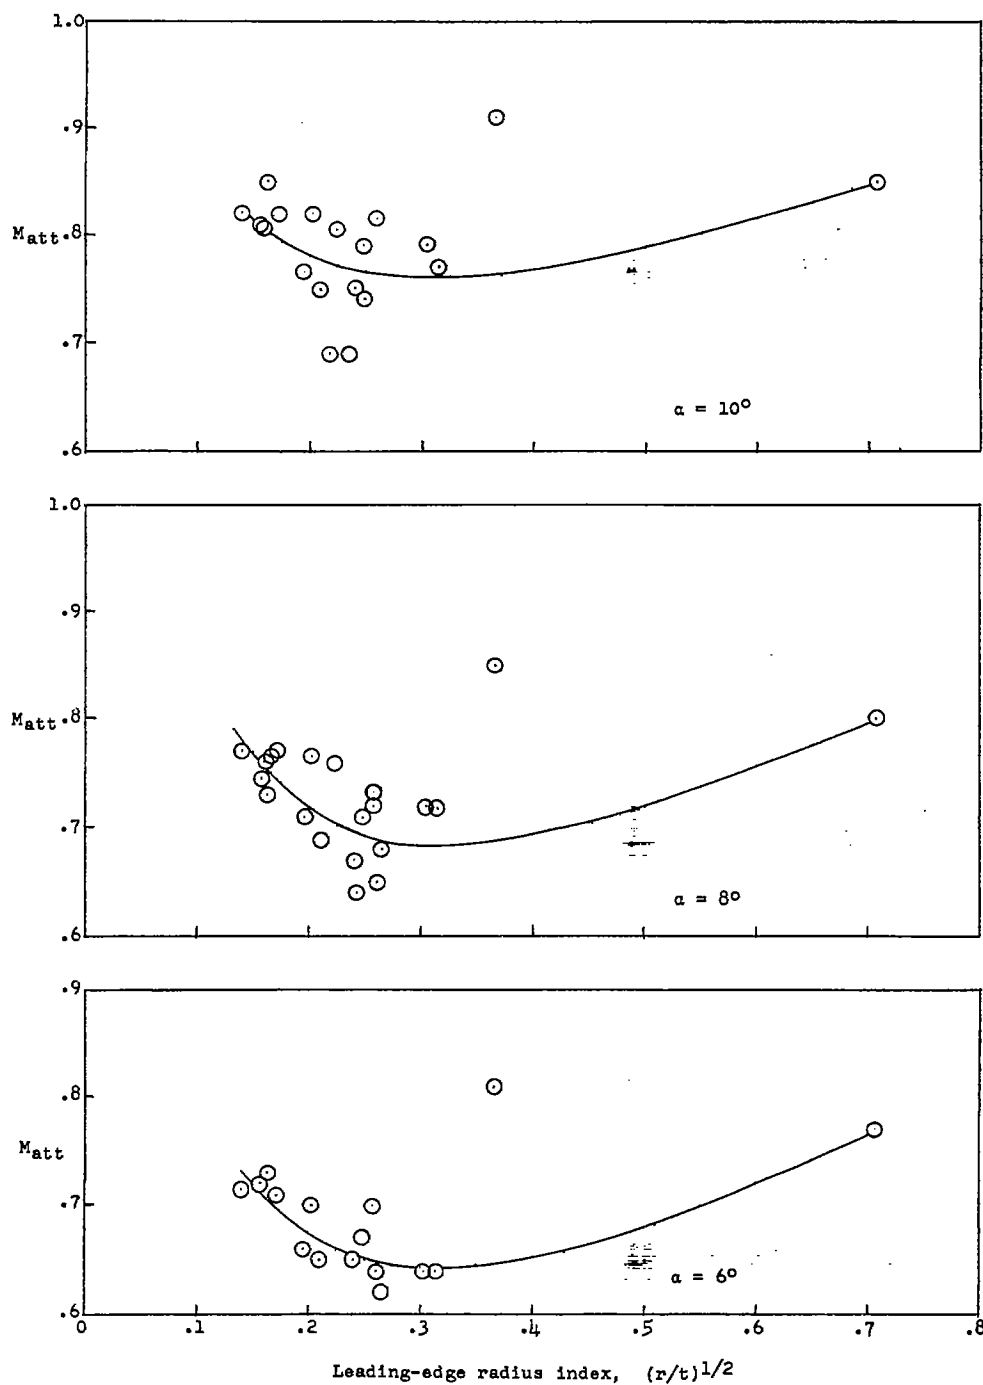 1.0
.9
Matt .8
.7
α = 10°
.6
1.0
.9
Matt .8
.7
α = 8°
.6
.9
.8
Matt
.7
α = 6°
.6
0 .1 .2 .3 .4 .5 .6 .7 .8
Leading-edge radius index, (r/t)1/2